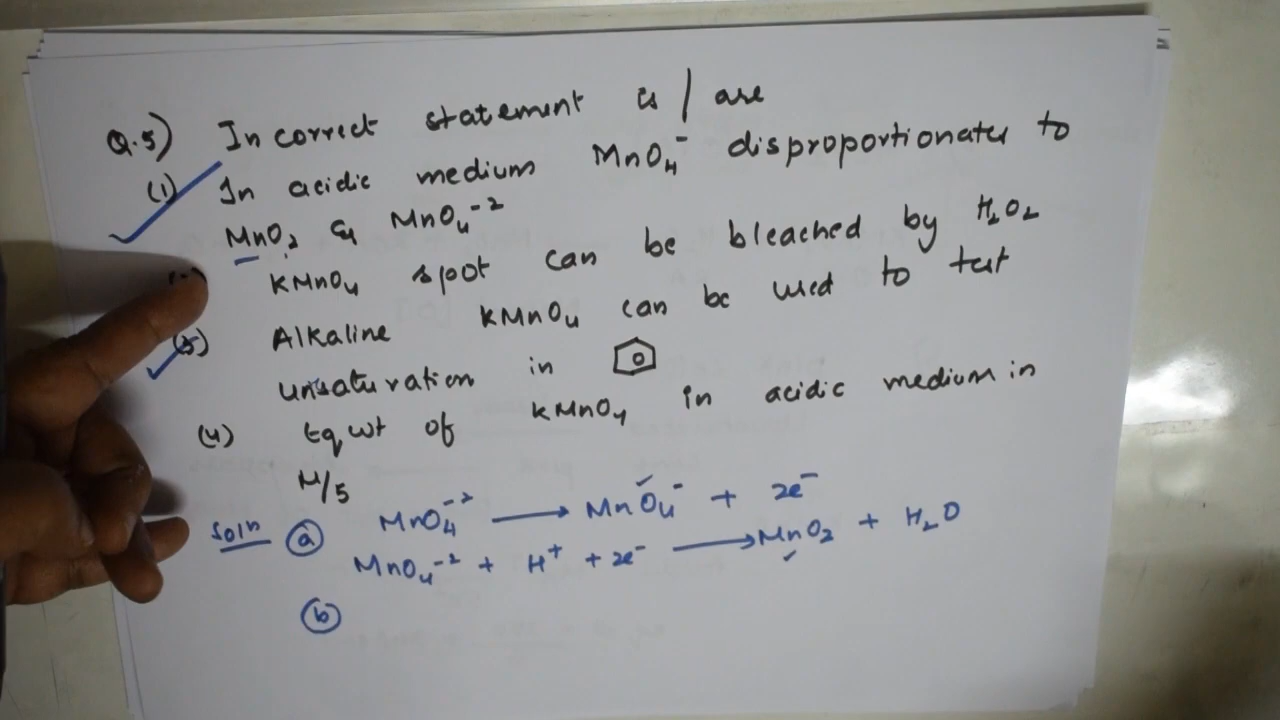 Q.5) Incorrect statement is / are
(1) In acidic medium MnO4⁻ disproportionates to
MnO2 & MnO4⁻²
KMnO4 spot can be bleached by H2O2
(3) Alkaline KMnO4 can be used to test
unsaturation in
(4) Eq wt of KMnO4 in acidic medium in
M/5
Soln (a) MnO4⁻² ⟶ MnO4⁻ + 2e⁻
MnO4⁻² + H⁺ + 2e⁻ ⟶ MnO2 + H2O
(b)